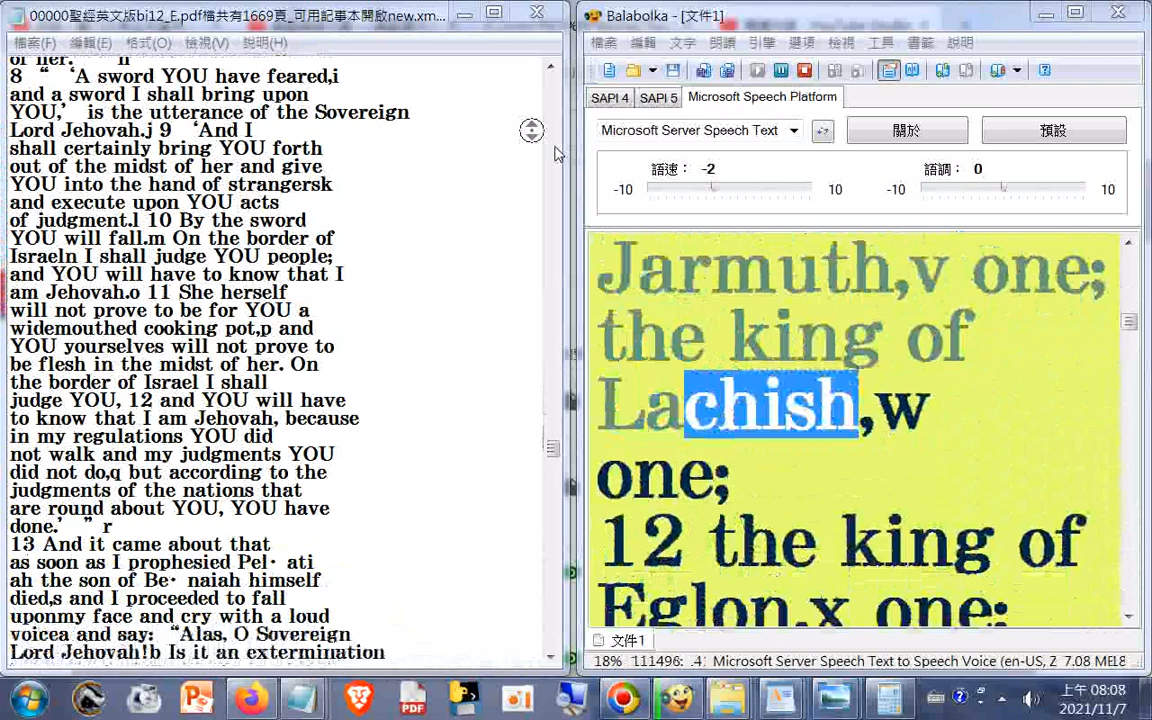 00000聖經英文版bi12_E.pdf檔共有1669頁_可用記事本開啟new.xm...
檔案(F) 編輯(E) 格式(O) 檢視(V) 說明(H)
of her. n
8 “ ‘A sword YOU have feared,i
and a sword I shall bring upon
YOU,’ is the utterance of the Sovereign
Lord Jehovah.j 9 ‘And I
shall certainly bring YOU forth
out of the midst of her and give
YOU into the hand of strangersk
and execute upon YOU acts
of judgment.l 10 By the sword
YOU will fall.m On the border of
Israeln I shall judge YOU people;
and YOU will have to know that I
am Jehovah.o 11 She herself
will not prove to be for YOU a
widemouthed cooking pot,p and
YOU yourselves will not prove to
be flesh in the midst of her. On
the border of Israel I shall
judge YOU, 12 and YOU will have
to know that I am Jehovah, because
in my regulations YOU did
not walk and my judgments YOU
did not do,q but according to the
judgments of the nations that
are round about YOU, YOU have
done.’ ” r
13 And it came about that
as soon as I prophesied Pel· ati
ah the son of Be· naiah himself
died,s and I proceeded to fall
uponmy face and cry with a loud
voicea and say: “Alas, O Sovereign
Lord Jehovah!b Is it an extermination
Balabolka - [文件1]
檔案 編輯 文字 朗讀 引擎 選項 檢視 工具 書籤 說明
SAPI 4 SAPI 5 Microsoft Speech Platform
Microsoft Server Speech Text 關於 預設
語速: -2 語調: 0
-10 10 -10 10
Jarmuth,v one;
the king of
Lachish,w
one;
12 the king of
Eglon,x one;
文件1
18% 111496: .41 Microsoft Server Speech Text to Speech Voice (en-US, Z 7.08 MEL8
PDF
上午 08:08
2021/11/7